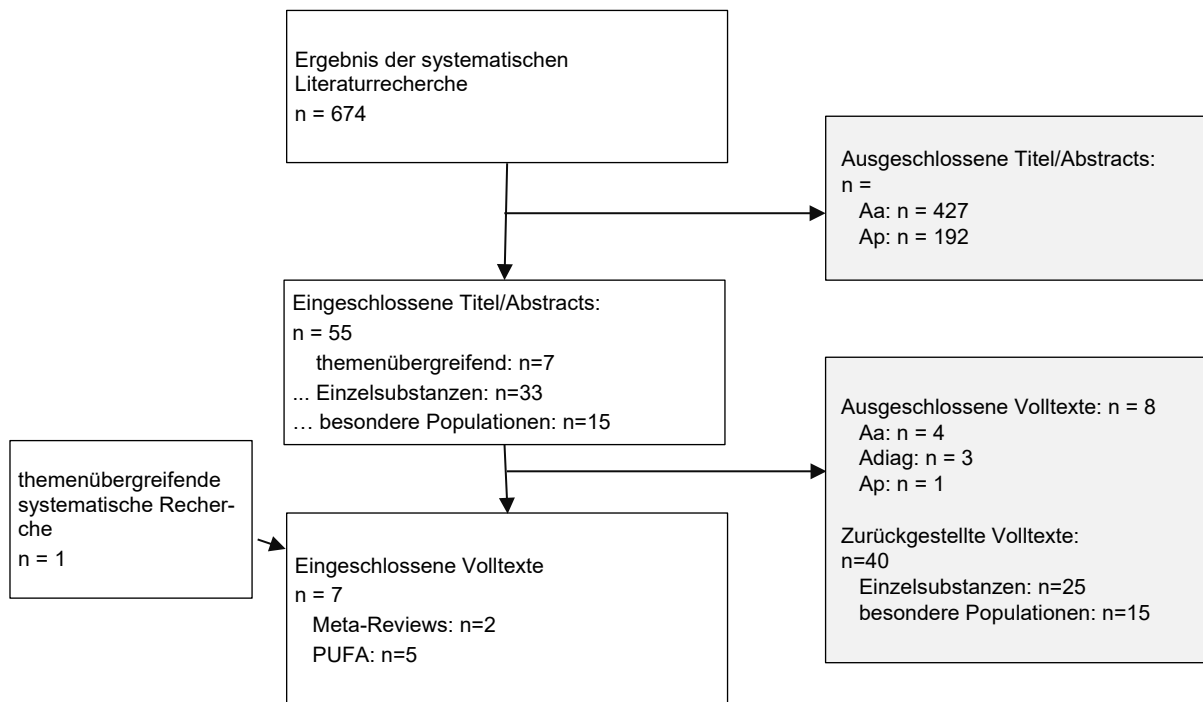 Ergebnis der systematischen
Literaturrecherche
n = 674
Ausgeschlossene Titel/Abstracts:
n =
Aa: n = 427
Ap: n = 192
Eingeschlossene Titel/Abstracts:
n = 55
themenübergreifend: n=7
... Einzelsubstanzen: n=33
… besondere Populationen: n=15
Ausgeschlossene Volltexte: n = 8
Aa: n = 4
Adiag: n = 3
Ap: n = 1
Zurückgestellte Volltexte:
n=40
Einzelsubstanzen: n=25
besondere Populationen: n=15
themenübergreifende
systematische Recher-
che
n = 1
Eingeschlossene Volltexte
n = 7
Meta-Reviews: n=2
PUFA: n=5